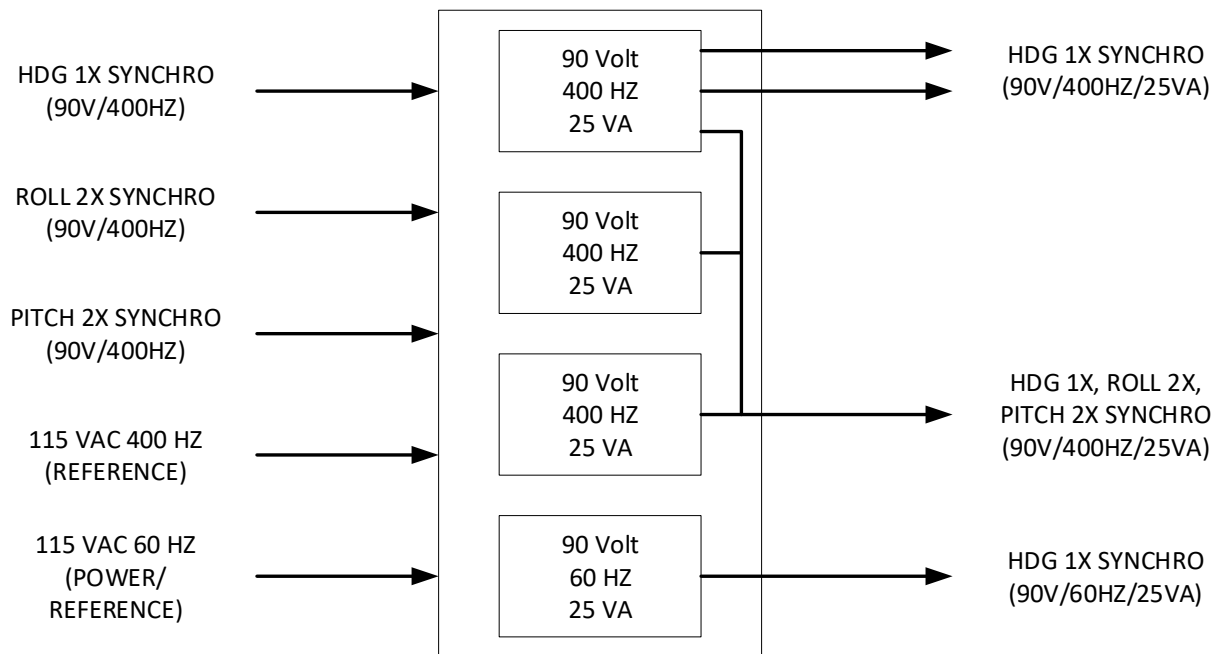 HDG 1X SYNCHRO
(90V/400HZ)
ROLL 2X SYNCHRO
(90V/400HZ)
PITCH 2X SYNCHRO
(90V/400HZ)
115 VAC 400 HZ
(REFERENCE)
115 VAC 60 HZ
(POWER/
REFERENCE)
90 Volt
400 HZ
25 VA
90 Volt
400 HZ
25 VA
90 Volt
400 HZ
25 VA
90 Volt
60 HZ
25 VA
HDG 1X SYNCHRO
(90V/400HZ/25VA)
HDG 1X, ROLL 2X,
PITCH 2X SYNCHRO
(90V/400HZ/25VA)
HDG 1X SYNCHRO
(90V/60HZ/25VA)